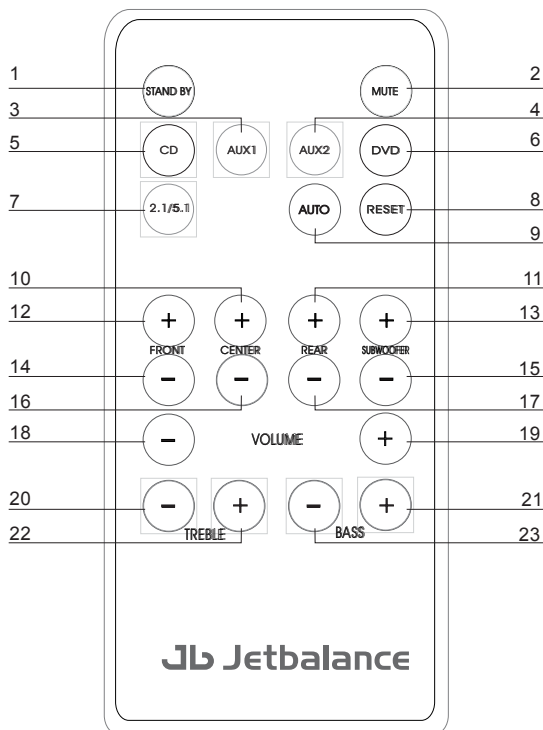 1 STAND BY MUTE 2
3 4
5 CD AUX1 AUX2 DVD 6
7 2.1/5.1 AUTO RESET 8
9
10 11
12 + + + + 13
FRONT CENTER REAR SUBWOOFER
14 − − − − 15
16 17
18 − VOLUME + 19
20 − + − + 21
22 TREBLE BASS 23
Jb Jetbalance